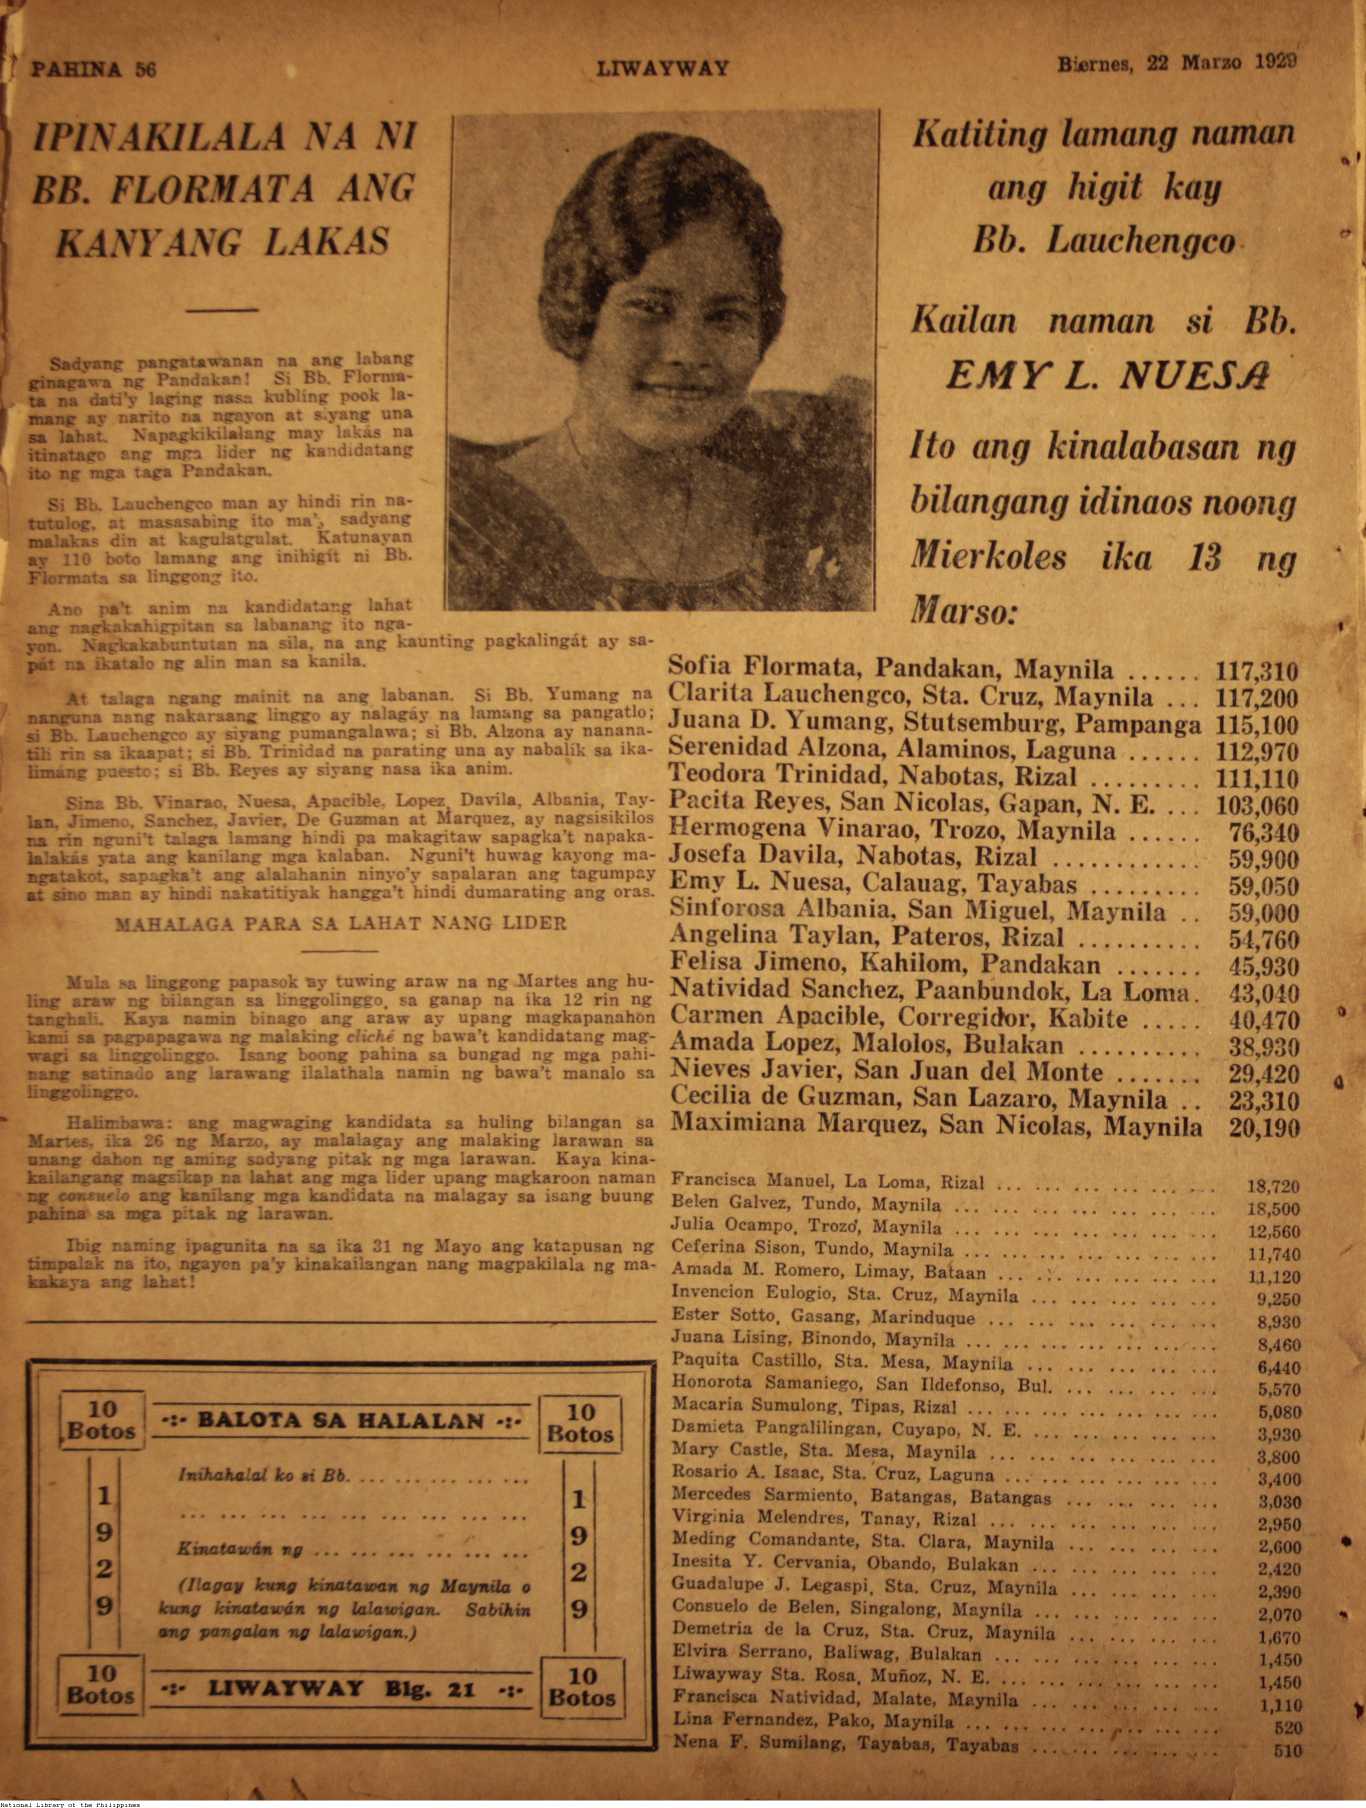 PAHINA 56
LIWAYWAY
Biernes, 22 Marzo 1929
IPINAKILALA NA NI
BB. FLORMATA ANG
KANYANG LAKAS
Sadyang pangatawanan na ang labang
ginagawa ng Pandakan! Si Bb. Florma-
ta na dati'y laging nasa kubling pook la-
mang ay narito na ngayon at siyang una
sa lahat. Napagkikilalang may lakás na
itinatago ang mga lider ng kandidatang
ito ng mga taga Pandakan.
Si Bb. Lauchengco man ay hindi rin na-
tutulog, at masasabing ito ma', sadyang
malakas din at kagulatgulat. Katunayan
ay 110 boto lamang ang inihigit ni Bb.
Flormata sa linggong ito.
Ano pa't anim na kandidatang lahat
ang nagkakahigpitan sa labanang ito nga-
yon. Nagkakabuntutan na sila, na ang kaunting pagkalingát ay sa-
pát na ikatalo ng alin man sa kanila.
At talaga ngang mainit na ang labanan. Si Bb. Yumang na
nanguna nang nakaraang linggo ay nalagáy na lamang sa pangatlo;
si Bb. Lauchengco ay siyang pumangalawa; si Bb. Alzona ay nanana-
tili rin sa ikaapat; si Bb. Trinidad na parating una ay nabalík sa ika-
limang puesto; si Bb. Reyes ay siyang nasa ika anim.
Sina Bb. Vinarao, Nuesa, Apacible, Lopez, Davila, Albania, Tay-
lan, Jimeno, Sanchez, Javier, De Guzman at Marquez, ay nagsisikilos
na rin nguni't talaga lamang hindi pa makagitaw sapagka't napaka-
lalakás yata ang kanilang mga kalaban. Nguni't huwag kayong ma-
ngatakot, sapagka't ang alalahanin ninyo'y sapalaran ang tagumpay
at sino man ay hindi nakatitiyak hangga't hindi dumarating ang oras.
MAHALAGA PARA SA LAHAT NANG LIDER
Mula sa linggong papasok ay tuwing araw na ng Martes ang hu-
ling araw ng bilangan sa linggolinggo, sa ganap na ika 12 rin ng
tanghali. Kaya namin binago ang araw ay upang magkapanahón
kami sa pagpapagawa ng malaking cliché ng bawa't kandidatang mag-
wagi sa linggolinggo. Isang boong pahina sa bungad ng mga pahi-
nang satinado ang larawang ilalathala namin ng bawa't manalo sa
linggolinggo.
Halimbawa: ang magwaging kandidata sa huling bilangan sa
Martes, ika 26 ng Marzo, ay malalagay ang malaking larawan sa
unang dahon ng aming sadyang pitak ng mga larawan. Kaya kina-
kailangang magsikap na lahat ang mga lider upang magkaroon naman
ng consuelo ang kanilang mga kandidata na malagay sa isang buung
pahina sa mga pitak ng larawan.
Ibig naming ipagunita na sa ika 31 ng Mayo ang katapusan ng
timpalak na ito, ngayon pa'y kinakailangan nang magpakilala ng ma-
kakaya ang lahat!
10
Botos
-:- BALOTA SA HALALAN -:-
10
Botos
1
9
2
9
Inihahalal ko si Bb. ... ... ... ... ...
... ... ... ... ... ... ... ... ... ...
Kinatawán ng ... ... ... ... ... ...
(Ilagay kung kinatawan ng Maynila o
kung kinatawán ng lalawigan. Sabihin
ang pangalan ng lalawigan.)
1
9
2
9
10
Botos
-:- LIWAYWAY Blg. 21 -:-
10
Botos
Katiting lamang naman
ang higit kay
Bb. Lauchengco
Kailan naman si Bb.
EMY L. NUESA
Ito ang kinalabasan ng
bilangang idinaos noong
Mierkoles ika 13 ng
Marso:
Sofia Flormata, Pandakan, Maynila ...... 117,310
Clarita Lauchengco, Sta. Cruz, Maynila ... 117,200
Juana D. Yumang, Stutsemburg, Pampanga 115,100
Serenidad Alzona, Alaminos, Laguna ...... 112,970
Teodora Trinidad, Nabotas, Rizal ......... 111,110
Pacita Reyes, San Nicolas, Gapan, N. E. ... 103,060
Hermogena Vinarao, Trozo, Maynila ...... 76,340
Josefa Davila, Nabotas, Rizal ............ 59,900
Emy L. Nuesa, Calauag, Tayabas ......... 59,050
Sinforosa Albania, San Miguel, Maynila .. 59,000
Angelina Taylan, Pateros, Rizal .......... 54,760
Felisa Jimeno, Kahilom, Pandakan ....... 45,930
Natividad Sanchez, Paanbundok, La Loma. 43,040
Carmen Apacible, Corregidor, Kabite ..... 40,470
Amada Lopez, Malolos, Bulakan .......... 38,930
Nieves Javier, San Juan del Monte ....... 29,420
Cecilia de Guzman, San Lazaro, Maynila .. 23,310
Maximiana Marquez, San Nicolas, Maynila 20,190
Francisca Manuel, La Loma, Rizal ... ... ... ... ... ... 18,720
Belen Galvez, Tundo, Maynila ... ... ... ... ... ... ... 18,500
Julia Ocampo, Trozo, Maynila ... ... ... ... ... ... ... 12,560
Ceferina Sison, Tundo, Maynila ... ... ... ... ... ... ... 11,740
Amada M. Romero, Limay, Bataan ... ... ... ... ... ... 11,120
Invencion Eulogio, Sta. Cruz, Maynila ... ... ... ... ... 9,250
Ester Sotto, Gasang, Marinduque ... ... ... ... ... ... 8,930
Juana Lising, Binondo, Maynila ... ... ... ... ... ... ... 8,460
Paquita Castillo, Sta. Mesa, Maynila ... ... ... ... ... 6,440
Honorota Samaniego, San Ildefonso, Bul. ... ... ... ... 5,570
Macaria Sumulong, Tipas, Rizal ... ... ... ... ... ... ... 5,080
Damieta Pangalilingan, Cuyapo, N. E. ... ... ... ... ... 3,930
Mary Castle, Sta. Mesa, Maynila ... ... ... ... ... ... 3,800
Rosario A. Isaac, Sta. Cruz, Laguna ... ... ... ... ... ... 3,400
Mercedes Sarmiento, Batangas, Batangas ... ... ... ... 3,030
Virginia Melendres, Tanay, Rizal ... ... ... ... ... ... 2,950
Meding Comandante, Sta. Clara, Maynila ... ... ... ... 2,600
Inesita Y. Cervania, Obando, Bulakan ... ... ... ... ... 2,420
Guadalupe J. Legaspi, Sta. Cruz, Maynila ... ... ... ... 2,390
Consuelo de Belen, Singalong, Maynila ... ... ... ... ... 2,070
Demetria de la Cruz, Sta. Cruz, Maynila ... ... ... ... 1,670
Elvira Serrano, Baliwag, Bulakan ... ... ... ... ... ... 1,450
Liwayway Sta. Rosa, Muñoz, N. E. ... ... ... ... ... ... 1,450
Francisca Natividad, Malate, Maynila ... ... ... ... ... 1,110
Lina Fernandez, Pako, Maynila ... ... ... ... ... ... ... 520
Nena F. Sumilang, Tayabas, Tayabas ... ... ... ... ... 510
National Library of the Philippines